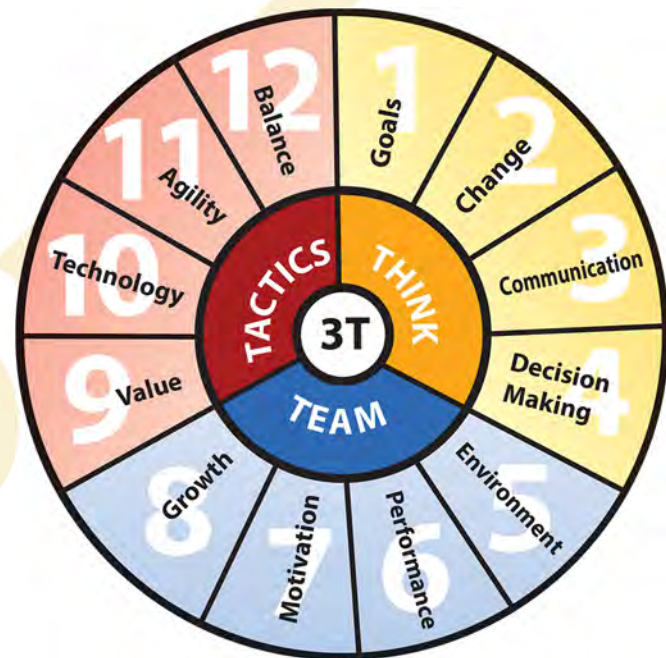 3T
THINK
TEAM
TACTICS
1
Goals
2
Change
3
Communication
4
Decision
Making
5
Environment
6
Performance
7
Motivation
8
Growth
9
Value
10
Technology
11
Agility
12
Balance